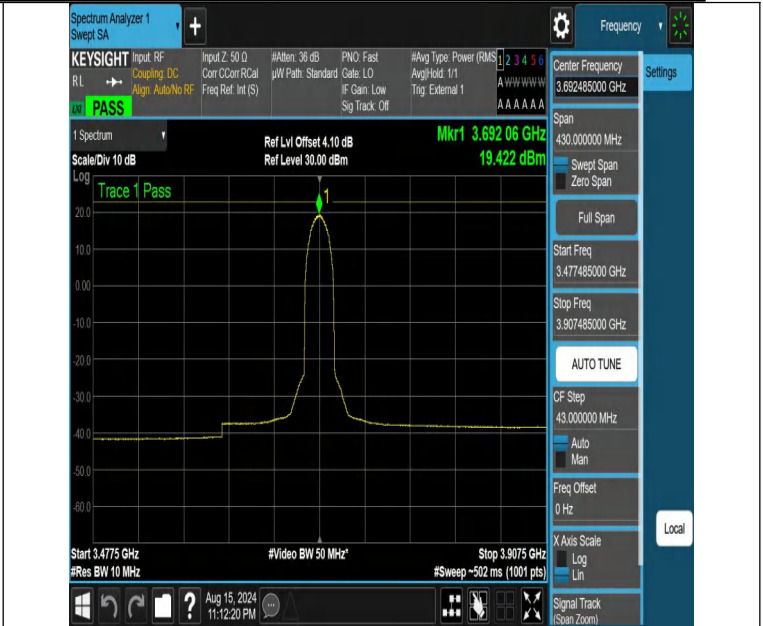 Spectrum Analyzer 1
Swept SA
+
Frequency
KEYSIGHT
RL
LXI PASS
Input: RF
Coupling: DC
Align: Auto/No RF
Input Z: 50 Ω
Corr CCorr RCal
Freq Ref: Int (S)
#Atten: 36 dB
µW Path: Standard
PNO: Fast
Gate: LO
IF Gain: Low
Sig Track: Off
#Avg Type: Power (RMS
Avg|Hold: 1/1
Trig: External 1
1 2 3 4 5 6
A W W W W W
A A A A A A
1 Spectrum
Scale/Div 10 dB
Ref Lvl Offset 4.10 dB
Ref Level 30.00 dBm
Mkr1 3.692 06 GHz
19.422 dBm
Log
Trace 1 Pass
1
20.0
10.0
0.00
-10.0
-20.0
-30.0
-40.0
-50.0
-60.0
Start 3.4775 GHz
#Res BW 10 MHz
#Video BW 50 MHz*
Stop 3.9075 GHz
#Sweep ~502 ms (1001 pts)
Center Frequency
3.692485000 GHz
Settings
Span
430.000000 MHz
Swept Span
Zero Span
Full Span
Start Freq
3.477485000 GHz
Stop Freq
3.907485000 GHz
AUTO TUNE
CF Step
43.000000 MHz
Auto
Man
Freq Offset
0 Hz
X Axis Scale
Log
Lin
Local
Signal Track
(Span Zoom)
?
Aug 15, 2024
11:12:20 PM